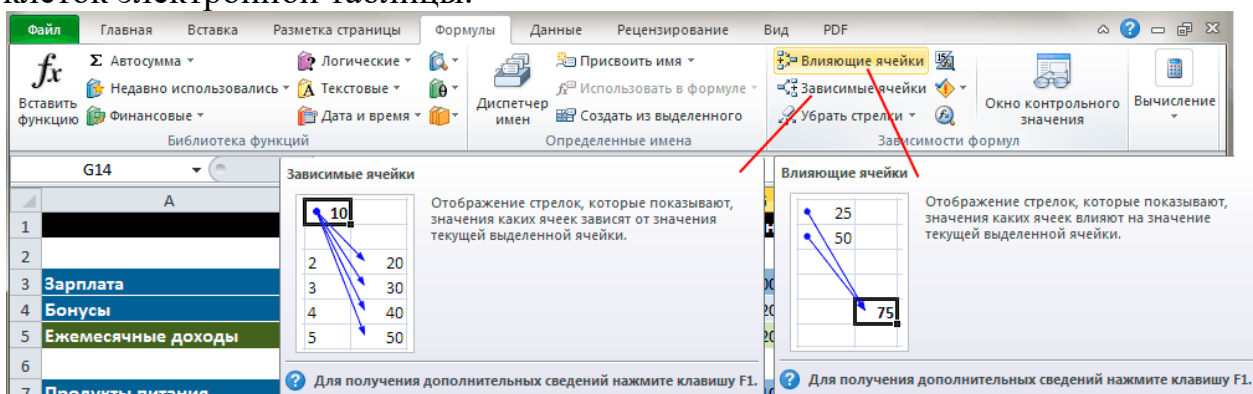 клеток электронной таблицы.
Файл Главная Вставка Разметка страницы Формулы Данные Рецензирование Вид PDF
fx Σ Автосумма Логические Присвоить имя Влияющие ячейки
Недавно использовались Текстовые Использовать в формуле Зависимые ячейки
Вставить функцию Финансовые Дата и время Диспетчер имен Создать из выделенного Убрать стрелки Окно контрольного значения Вычисление
Библиотека функций Определенные имена Зависимости формул
G14
Зависимые ячейки
10
2 20
3 30
4 40
5 50
Отображение стрелок, которые показывают,
значения каких ячеек зависят от значения
текущей выделенной ячейки.
Для получения дополнительных сведений нажмите клавишу F1.
Влияющие ячейки
25
50
75
Отображение стрелок, которые показывают,
значения каких ячеек влияют на значение
текущей выделенной ячейки.
Для получения дополнительных сведений нажмите клавишу F1.
A
1
2
3 Зарплата
4 Бонусы
5 Ежемесячные доходы
6
7 Продукты питания